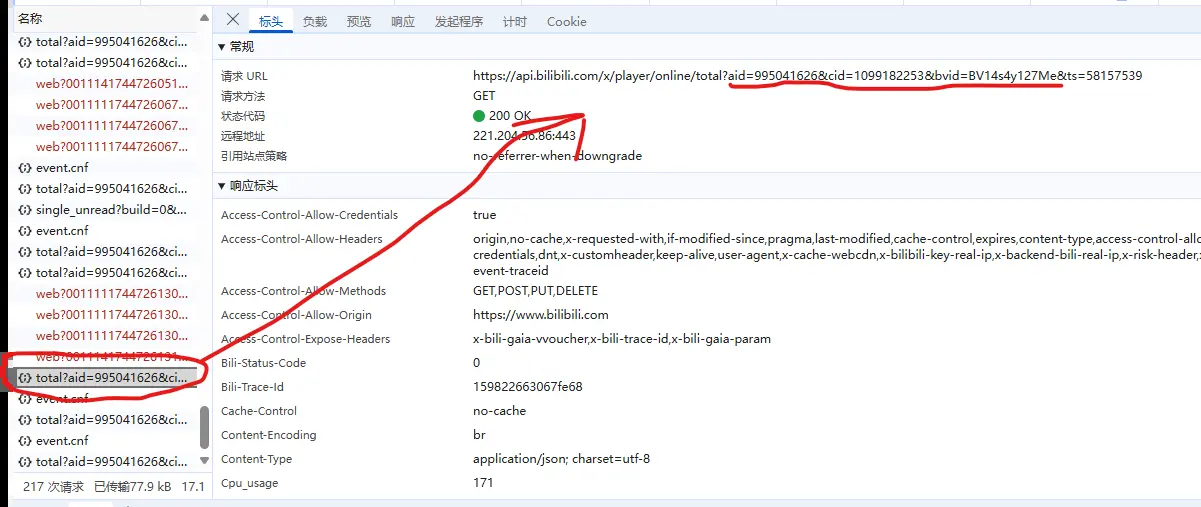 名称
total?aid=995041626&ci...
total?aid=995041626&ci...
web?0011141744726051...
web?0011111744726067...
web?0011111744726067...
web?0011111744726067...
event.cnf
total?aid=995041626&ci...
single_unread?build=0&...
event.cnf
total?aid=995041626&ci...
total?aid=995041626&ci...
web?0011111744726130...
web?0011111744726130...
web?0011111744726130...
web?0011141744726131...
total?aid=995041626&ci...
event.cnf
total?aid=995041626&ci...
event.cnf
total?aid=995041626&ci...
217 次请求 已传输77.9 kB 17.1
标头 负载 预览 响应 发起程序 计时 Cookie
常规
请求 URL https://api.bilibili.com/x/player/online/total?aid=995041626&cid=1099182253&bvid=BV14s4y127Me&ts=58157539
请求方法 GET
状态代码 200 OK
远程地址 221.204.56.86:443
引用站点策略 no-referrer-when-downgrade
响应标头
Access-Control-Allow-Credentials true
Access-Control-Allow-Headers origin,no-cache,x-requested-with,if-modified-since,pragma,last-modified,cache-control,expires,content-type,access-control-allo
credentials,dnt,x-customheader,keep-alive,user-agent,x-cache-webcdn,x-bilibili-key-real-ip,x-backend-bili-real-ip,x-risk-header,x
event-traceid
Access-Control-Allow-Methods GET,POST,PUT,DELETE
Access-Control-Allow-Origin https://www.bilibili.com
Access-Control-Expose-Headers x-bili-gaia-vvoucher,x-bili-trace-id,x-bili-gaia-param
Bili-Status-Code 0
Bili-Trace-Id 159822663067fe68
Cache-Control no-cache
Content-Encoding br
Content-Type application/json; charset=utf-8
Cpu_usage 171